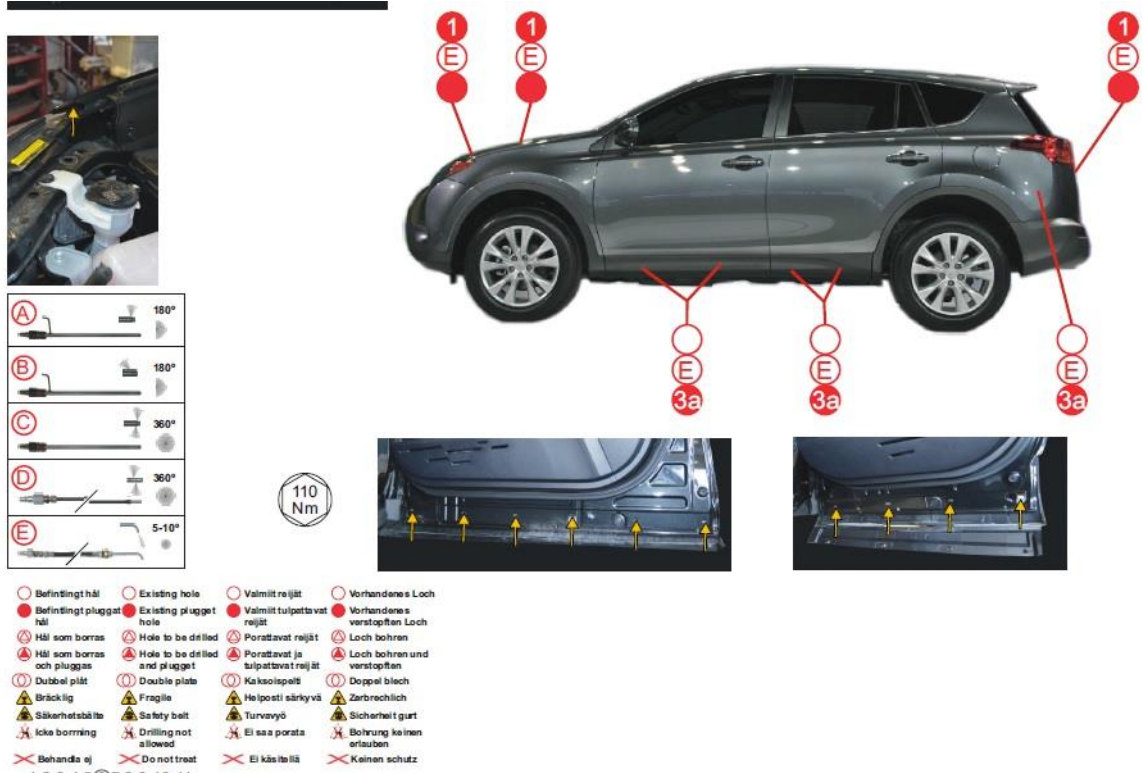 1
E
1
E
1
E
A
180°
B
180°
C
360°
D
360°
E
5-10°
E
3a
E
3a
E
3a
110
Nm
Befintlingt hål
Existing hole
Valmiit reijät
Vorhandenes Loch
Befintlingt pluggat
hål
Existing plugget
hole
Valmiit tulpattavat
reijät
Vorhandenes
verstopften Loch
Hål som borras
Hole to be drilled
Porattavat reijät
Loch bohren
Hål som borras
och pluggas
Hole to be drilled
and plugget
Porattavat ja
tulpattavat reijät
Loch bohren und
verstopften
Dubbel plåt
Double plate
Kaksoispelti
Doppel blech
Bräcklig
Fragile
Helposti särkyvä
Zerbrechlich
Säkerhetsbälte
Safety belt
Turvavyö
Sicherheit gurt
Icke borrning
Drilling not
allowed
Ei saa porata
Bohrung keinen
erlauben
Behandla ej
Do not treat
Ei käsitellä
Keinen schutz